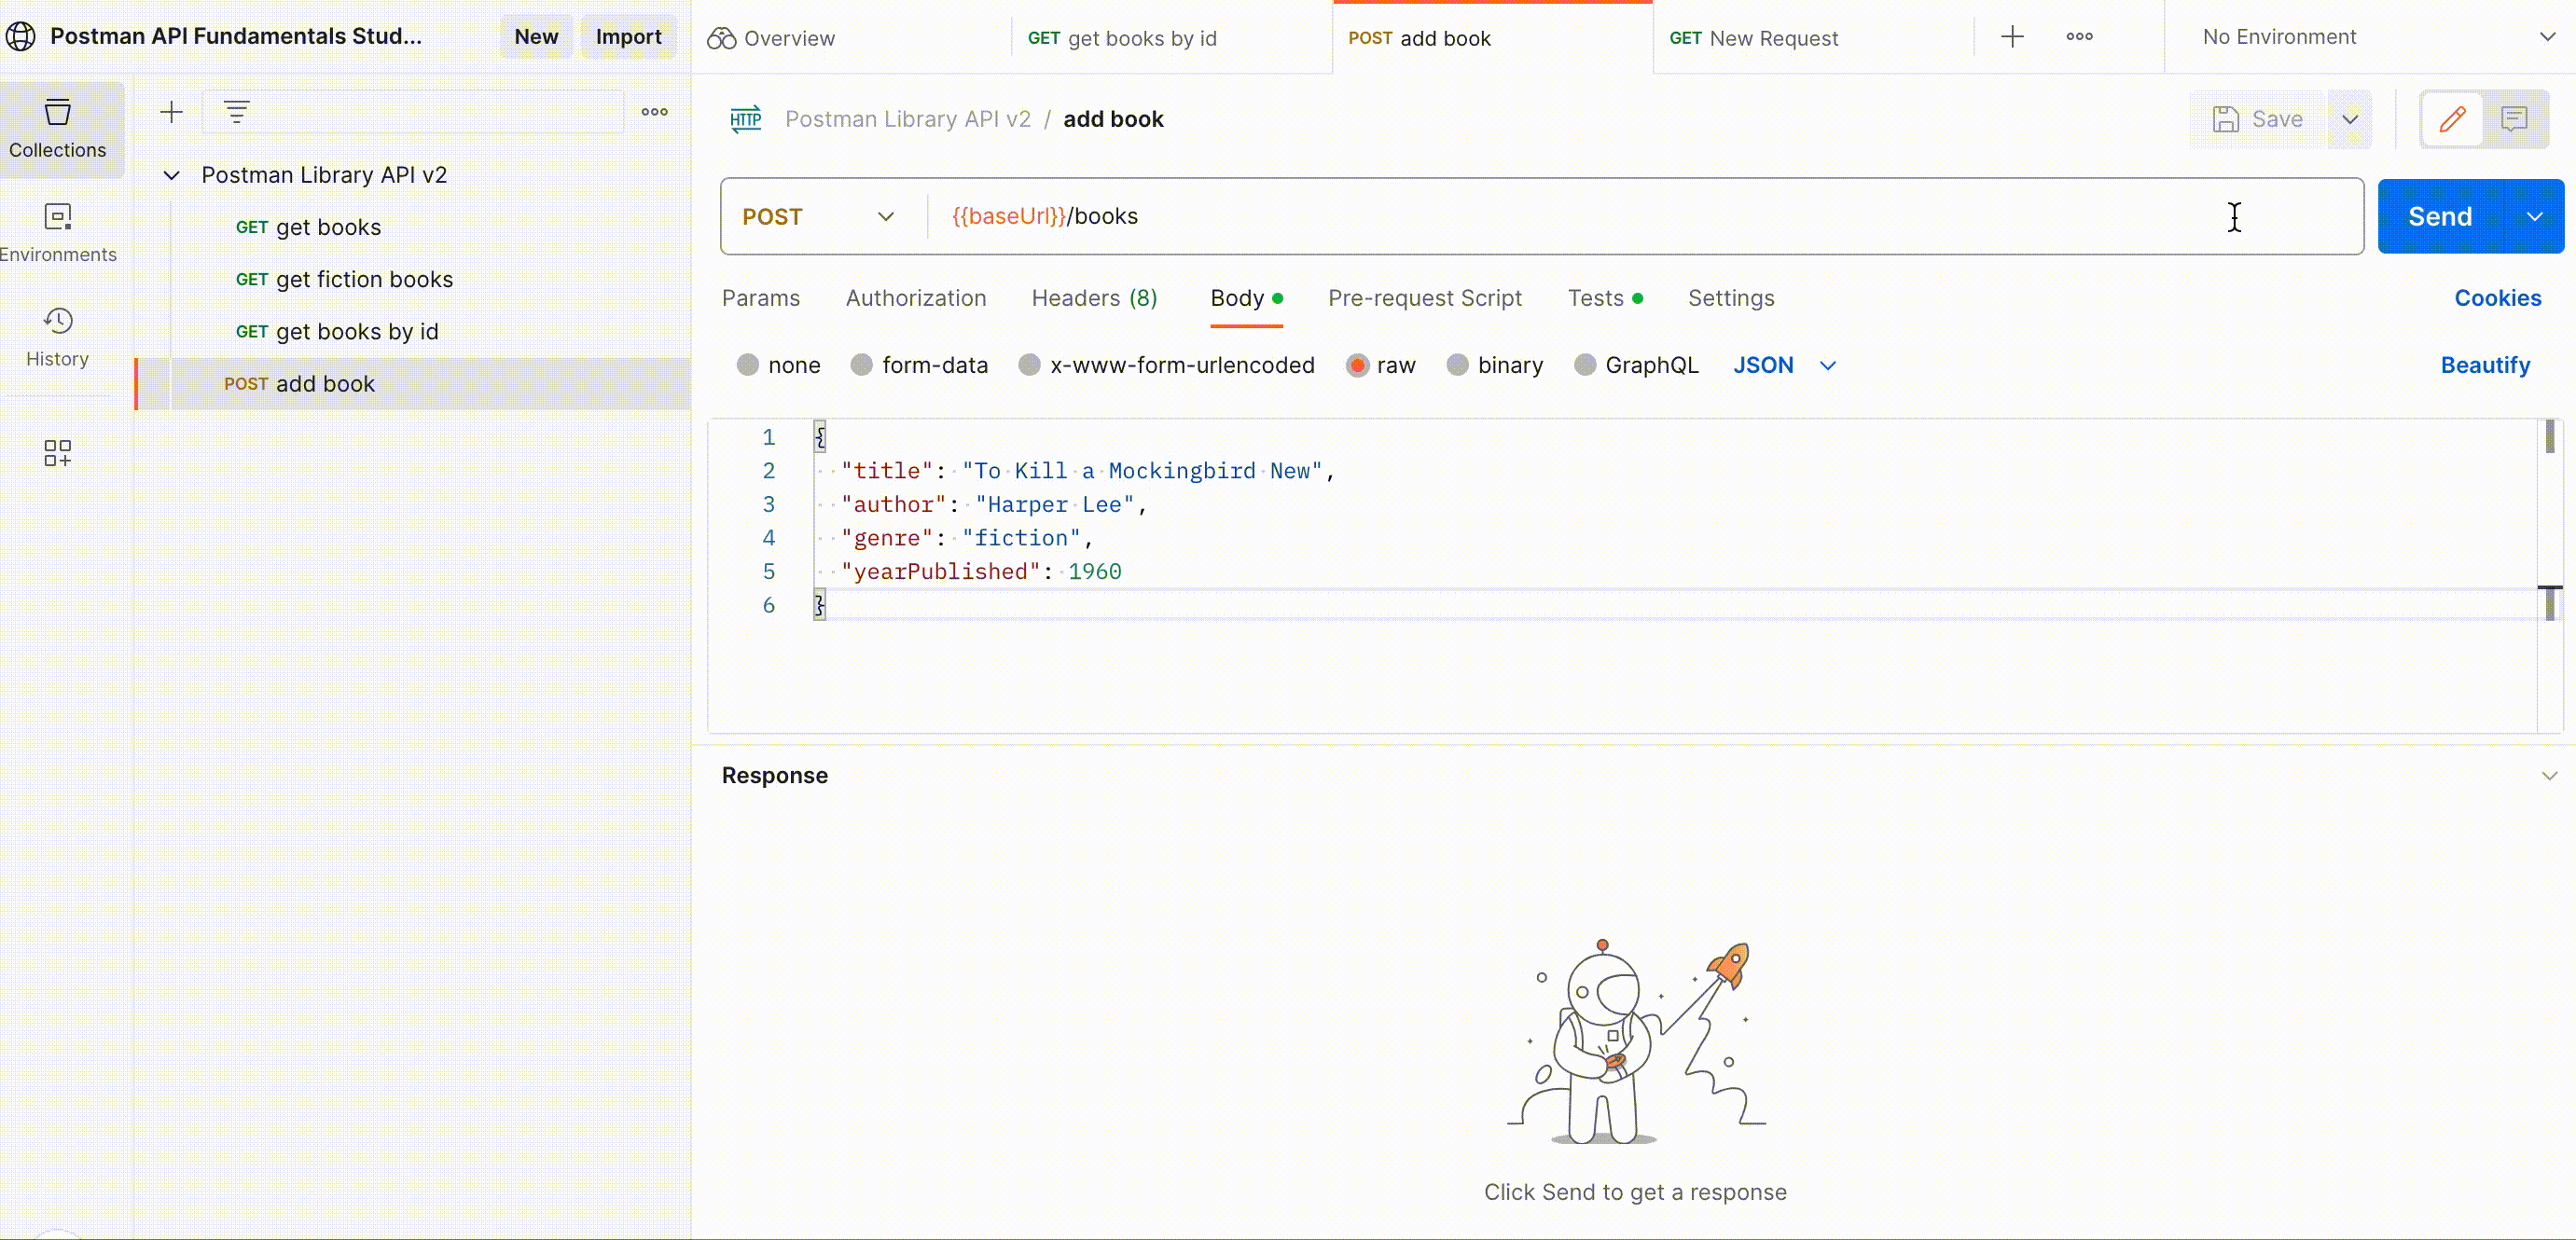 Postman API Fundamentals Stud...
New
Import
Overview
GET get books by id
POST add book
GET New Request
No Environment
Collections
Environments
History
Postman Library API v2
GET get books
GET get fiction books
GET get books by id
POST add book
HTTP
Postman Library API v2 / add book
Save
POST
{{baseUrl}}/books
Send
Params
Authorization
Headers (8)
Body
Pre-request Script
Tests
Settings
Cookies
none
form-data
x-www-form-urlencoded
raw
binary
GraphQL
JSON
Beautify
1 {
2 "title": "To Kill a Mockingbird New",
3 "author": "Harper Lee",
4 "genre": "fiction",
5 "yearPublished": 1960
6 }
Response
Click Send to get a response